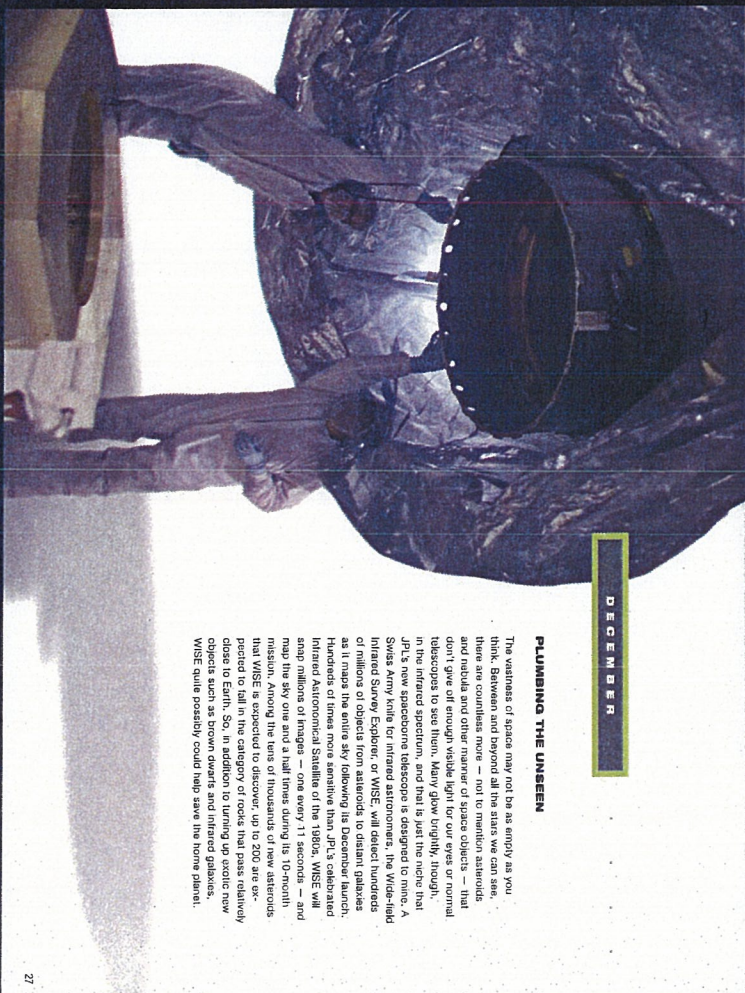 DECEMBER
PLUMBING THE UNSEEN
The vastness of space may not be as empty as you
think. Between and beyond all the stars we can see,
there are countless more — not to mention asteroids
and nebula and other manner of space objects — that
don't give off enough visible light for our eyes or normal
telescopes to see them. Many glow brightly, though,
in the infrared spectrum, and that is just the niche that
JPL's new spaceborne telescope is designed to mine. A
Swiss Army knife for infrared astronomers, the Wide-field
Infrared Survey Explorer, or WISE, will detect hundreds
of millions of objects from asteroids to distant galaxies
as it maps the entire sky following its December launch.
Hundreds of times more sensitive than JPL's celebrated
Infrared Astronomical Satellite of the 1980s, WISE will
snap millions of images — one every 11 seconds — and
map the sky one and a half times during its 10-month
mission. Among the tens of thousands of new asteroids
that WISE is expected to discover, up to 200 are ex-
pected to fall in the category of rocks that pass relatively
close to Earth. So, in addition to turning up exotic new
objects such as brown dwarfs and infrared galaxies,
WISE quite possibly could help save the home planet.
27